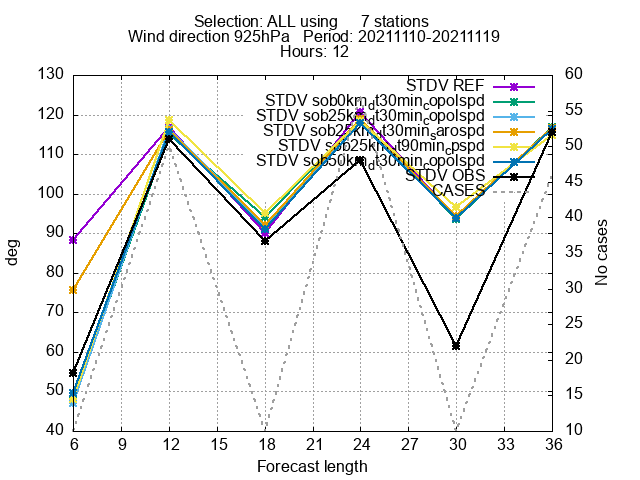 Selection: ALL using 7 stations
Wind direction 925hPa Period: 20211110-20211119
Hours: 12
STDV REF
STDV sob0km_dt30min_copolspd
STDV sob25km_dt30min_copolspd
STDV sob25km_dt30min_sarospd
STDV sob25km_dt90min_cpspd
STDV sob50km_dt30min_copolspd
STDV OBS
CASES
130
120
110
100
90
80
70
60
50
40
deg
60
55
50
45
40
35
30
25
20
15
10
No cases
6 9 12 15 18 21 24 27 30 33 36
Forecast length